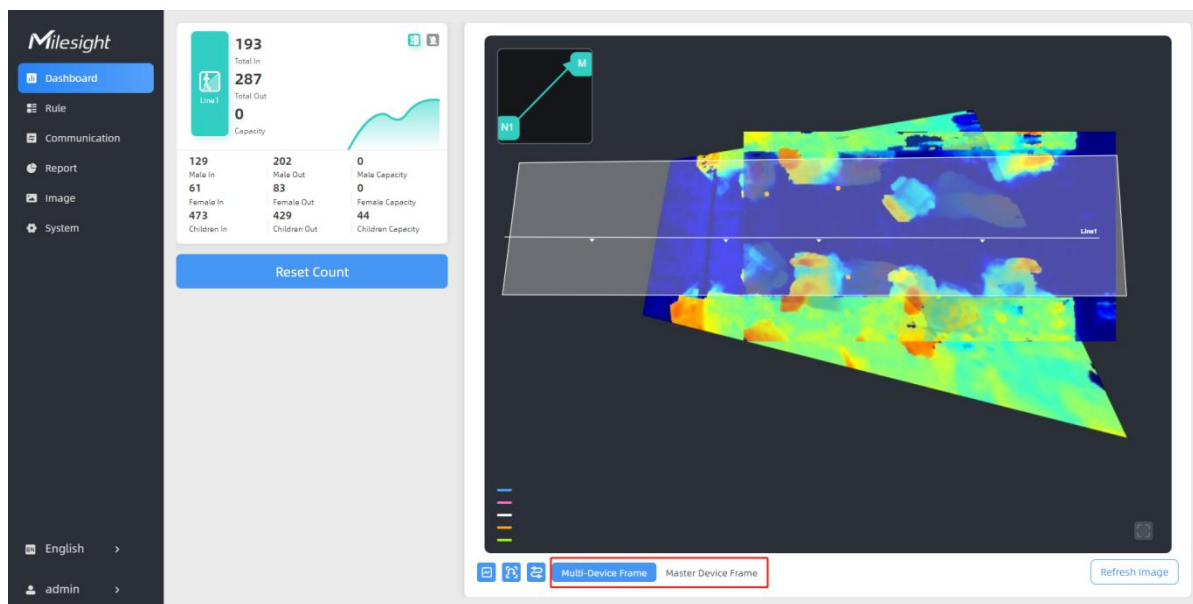 Milesight
Dashboard
Rule
Communication
Report
Image
System
English
admin
Line1
193
Total In
287
Total Out
0
Capacity
129 202 0
Male In Male Out Male Capacity
61 83 0
Female In Female Out Female Capacity
473 429 44
Children In Children Out Children Capacity
Reset Count
M
N1
Line1
Multi-Device Frame Master Device Frame
Refresh Image